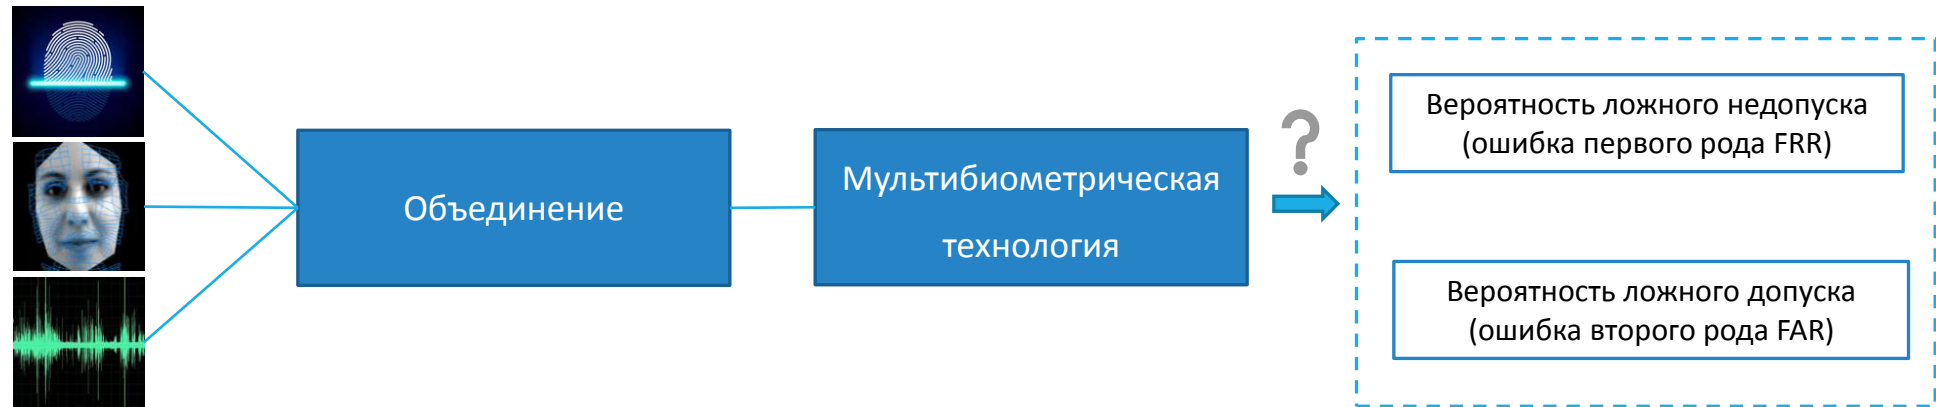 Объединение
Мультибиометрическая
технология
?
Вероятность ложного недопуска
(ошибка первого рода FRR)
Вероятность ложного допуска
(ошибка второго рода FAR)